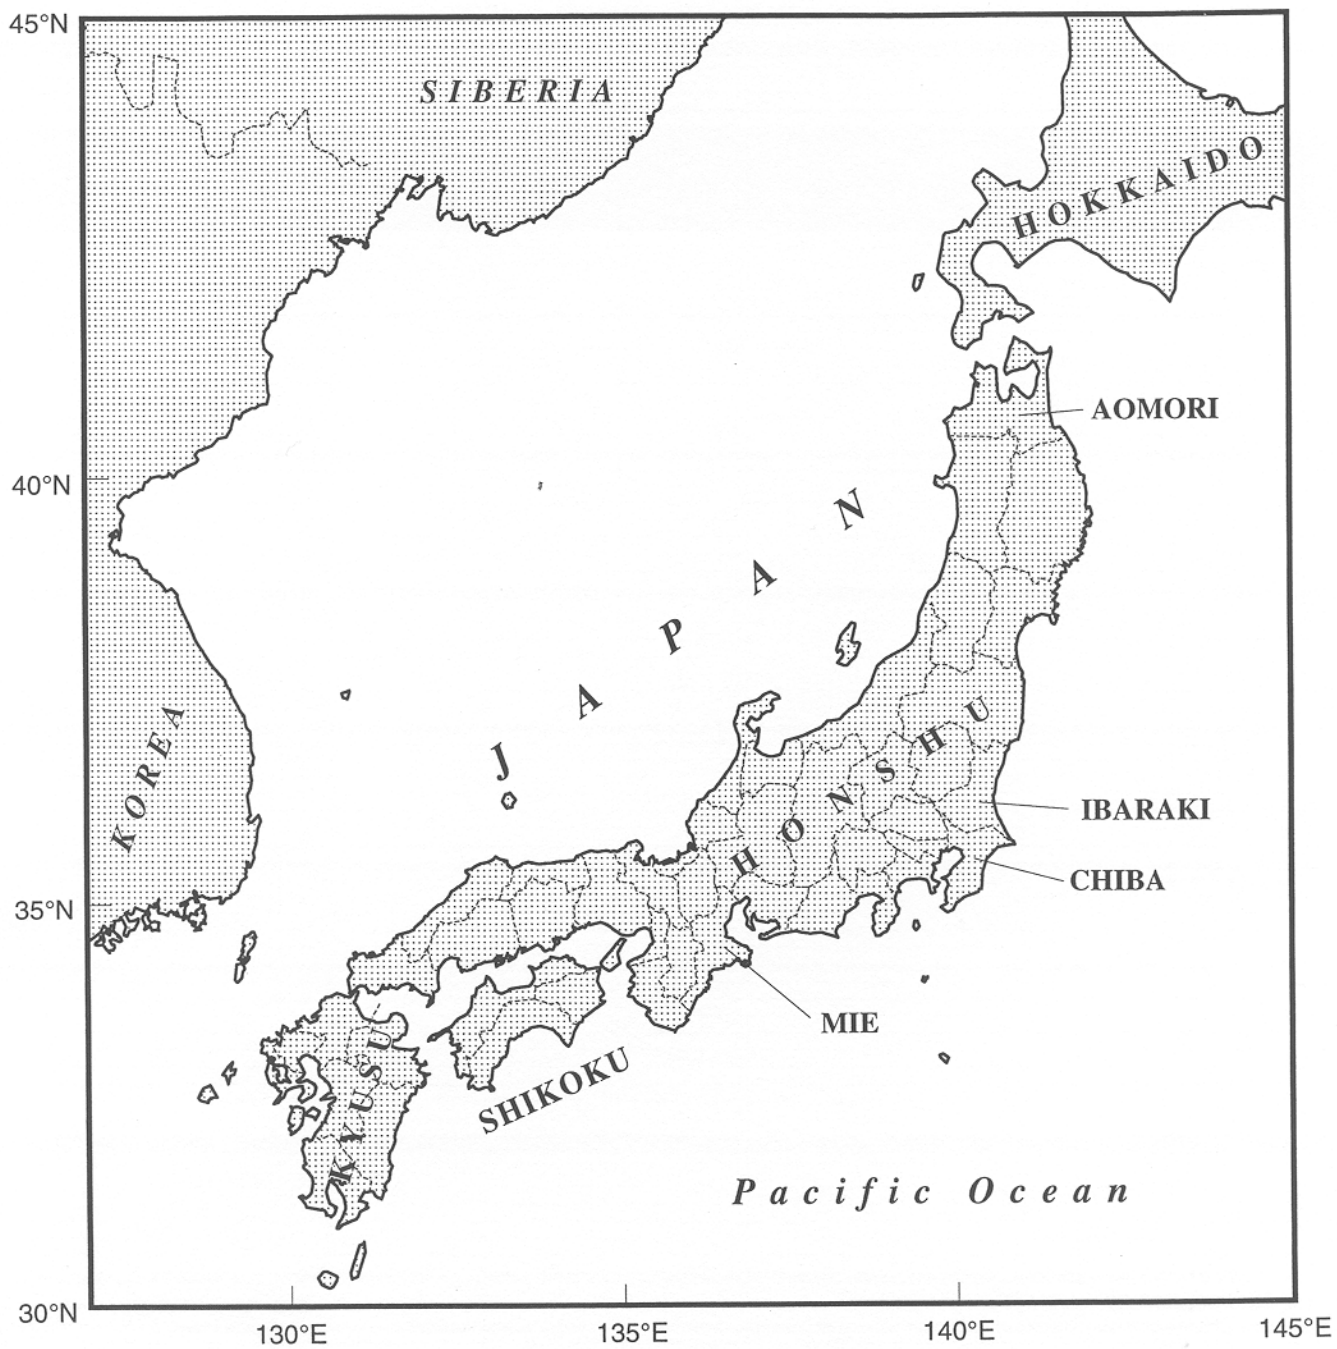 45°N
SIBERIA
HOKKAIDO
AOMORI
40°N
JAPAN
KOREA
HONSHU
IBARAKI
CHIBA
35°N
MIE
KYUSU
SHIKOKU
Pacific Ocean
30°N
130°E
135°E
140°E
145°E